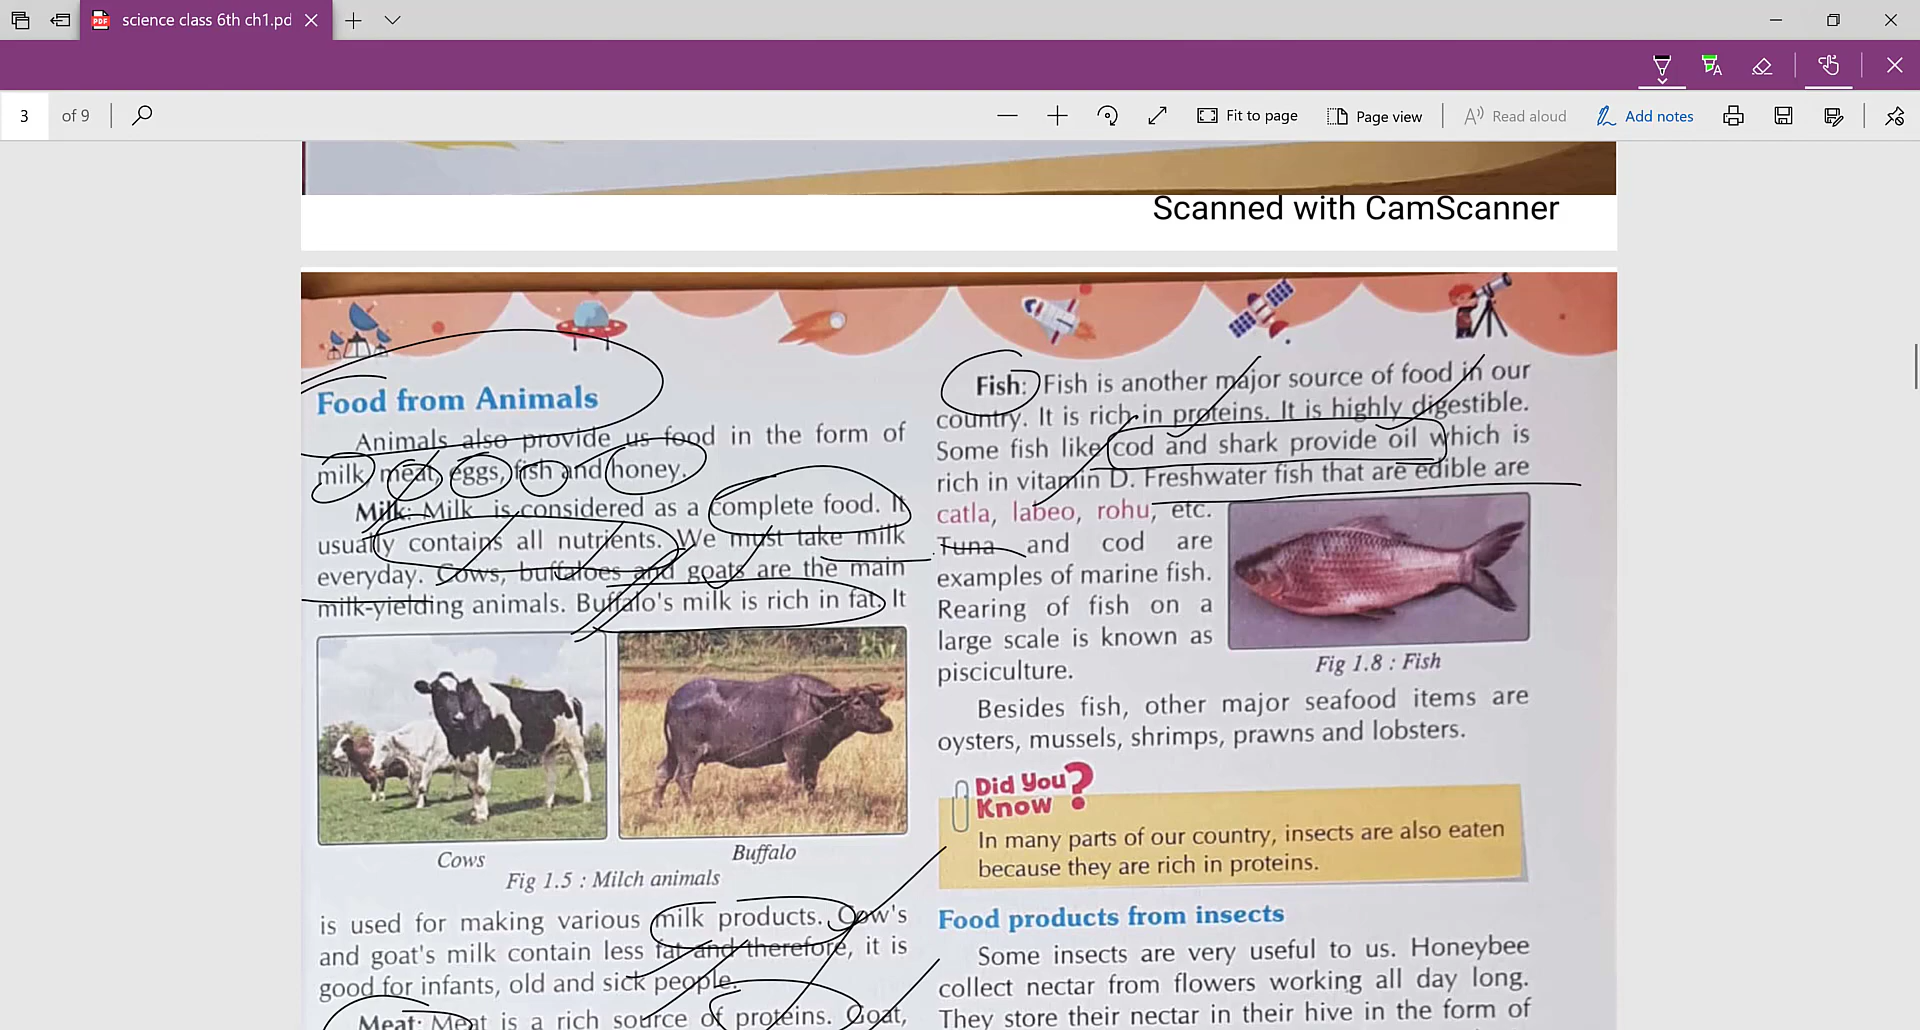 science class 6th ch1.pd
3 of 9
Fit to page
Page view
Read aloud
Add notes
Scanned with CamScanner
Food from Animals
Animals also provide us food in the form of
milk, meat, eggs, fish and honey.
Milk: Milk is considered as a complete food. It
usually contains all nutrients. We must take milk
everyday. Cows, buffaloes and goats are the main
milk-yielding animals. Buffalo's milk is rich in fat. It
Cows
Buffalo
Fig 1.5 : Milch animals
is used for making various milk products. Cow's
and goat's milk contain less fat and therefore, it is
good for infants, old and sick people.
Meat: Meat is a rich source of proteins. Goat,
Fish: Fish is another major source of food in our
country. It is rich in proteins. It is highly digestible.
Some fish like cod and shark provide oil which is
rich in vitamin D. Freshwater fish that are edible are
catla, labeo, rohu, etc.
Tuna and cod are
examples of marine fish.
Rearing of fish on a
large scale is known as
pisciculture.
Fig 1.8 : Fish
Besides fish, other major seafood items are
oysters, mussels, shrimps, prawns and lobsters.
Did You
Know ?
In many parts of our country, insects are also eaten
because they are rich in proteins.
Food products from insects
Some insects are very useful to us. Honeybee
collect nectar from flowers working all day long.
They store their nectar in their hive in the form of